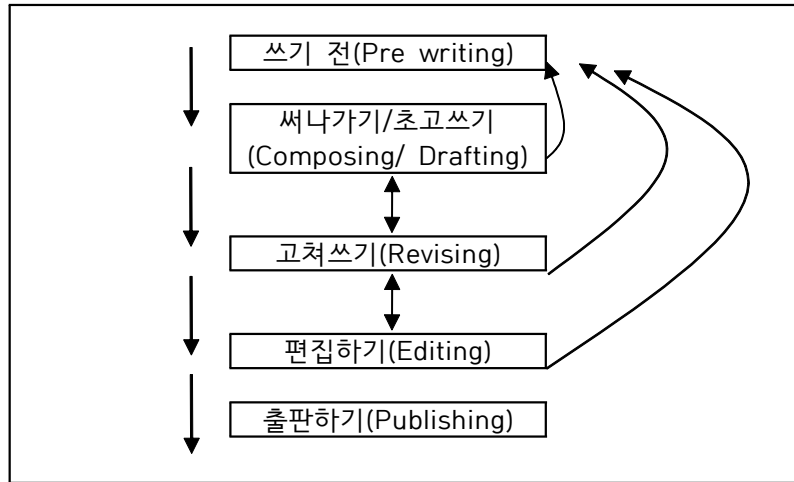 쓰기 전(Pre writing)
써나가기/초고쓰기
(Composing/ Drafting)
고쳐쓰기(Revising)
편집하기(Editing)
출판하기(Publishing)